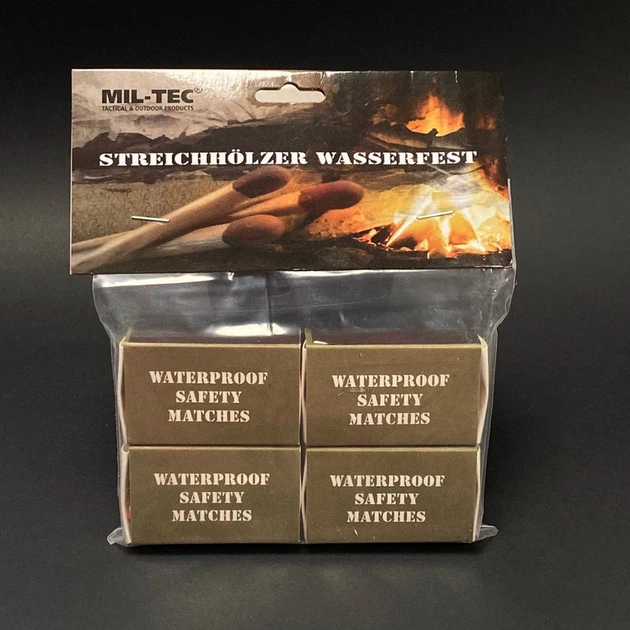 MIL-TEC®
TACTICAL & OUTDOOR PRODUCTS
STREICHHÖLZER WASSERFEST
WATERPROOF
SAFETY
MATCHES
WATERPROOF
SAFETY
MATCHES
WATERPROOF
SAFETY
MATCHES
WATERPROOF
SAFETY
MATCHES